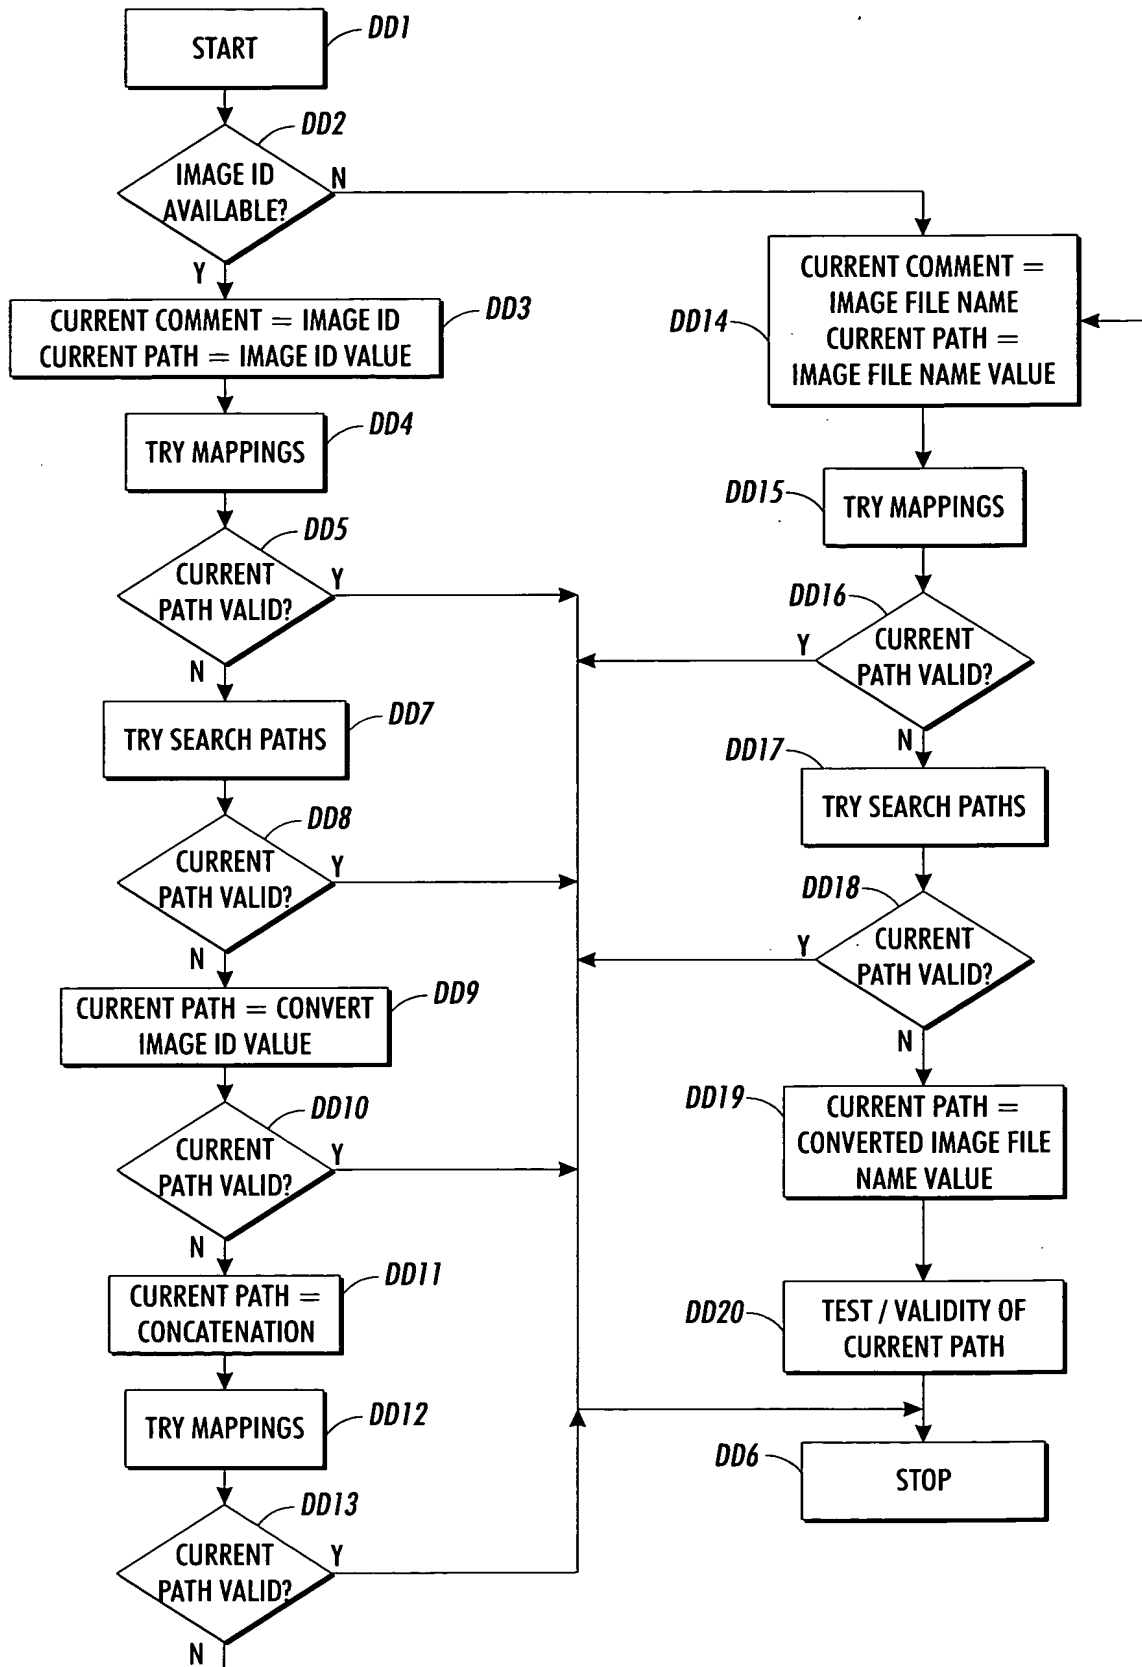 START
DD1
DD2
IMAGE ID
AVAILABLE?
N
Y
CURRENT COMMENT = IMAGE ID
CURRENT PATH = IMAGE ID VALUE
DD3
TRY MAPPINGS
DD4
DD5
CURRENT
PATH VALID?
Y
N
TRY SEARCH PATHS
DD7
DD8
CURRENT
PATH VALID?
Y
N
CURRENT PATH = CONVERT
IMAGE ID VALUE
DD9
DD10
CURRENT
PATH VALID?
Y
N
CURRENT PATH =
CONCATENATION
DD11
TRY MAPPINGS
DD12
DD13
CURRENT
PATH VALID?
Y
N
CURRENT COMMENT =
IMAGE FILE NAME
CURRENT PATH =
IMAGE FILE NAME VALUE
DD14
DD15
TRY MAPPINGS
DD16
CURRENT
PATH VALID?
Y
N
DD17
TRY SEARCH PATHS
DD18
CURRENT
PATH VALID?
Y
N
DD19
CURRENT PATH =
CONVERTED IMAGE FILE
NAME VALUE
DD20
TEST / VALIDITY OF
CURRENT PATH
DD6
STOP